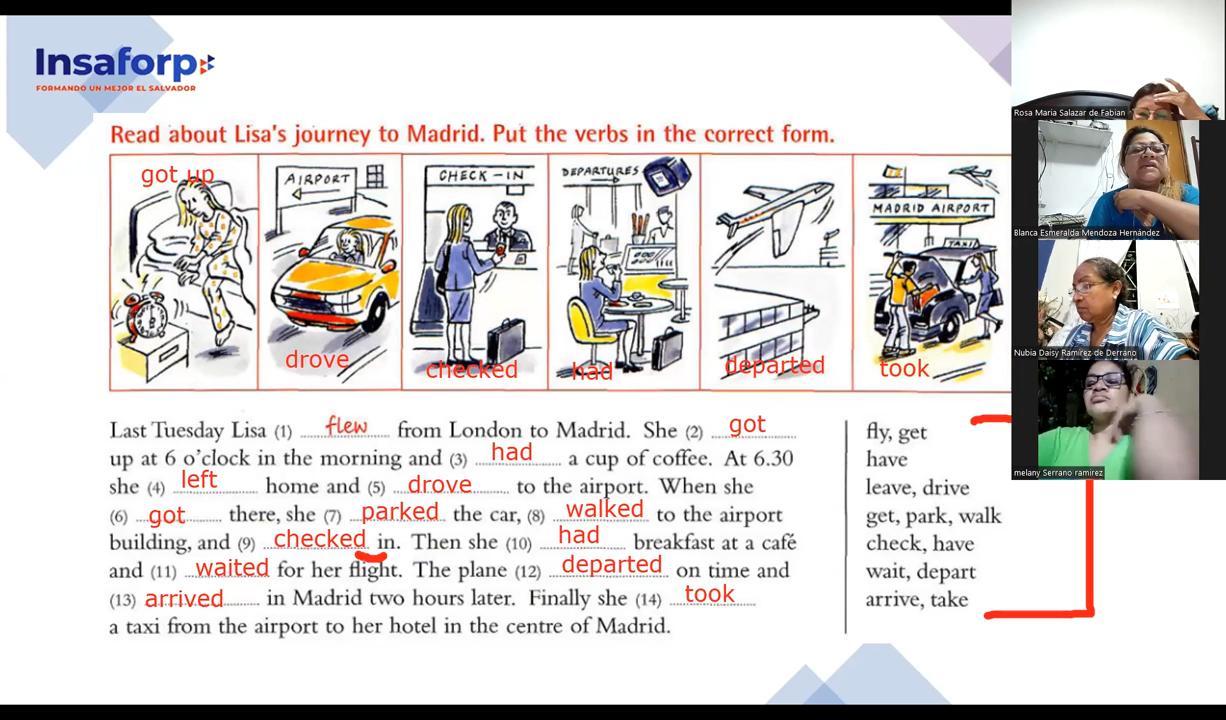 Insaforp
FORMANDO UN MEJOR EL SALVADOR
Read about Lisa's journey to Madrid. Put the verbs in the correct form.
got up
AIRPORT
drove
CHECK-IN
checked
DEPARTURES
had
departed
MADRID AIRPORT
TAXI
took
Last Tuesday Lisa (1) flew from London to Madrid. She (2) got
up at 6 o'clock in the morning and (3) had a cup of coffee. At 6.30
she (4) left home and (5) drove to the airport. When she
(6) got there, she (7) parked the car, (8) walked to the airport
building, and (9) checked in. Then she (10) had breakfast at a café
and (11) waited for her flight. The plane (12) departed on time and
(13) arrived in Madrid two hours later. Finally she (14) took
a taxi from the airport to her hotel in the centre of Madrid.
fly, get
have
leave, drive
get, park, walk
check, have
wait, depart
arrive, take
Rosa Maria Salazar de Fabian
Blanca Esmeralda Mendoza Hernández
Nubia Daisy Ramírez de Derrano
melany Serrano ramirez